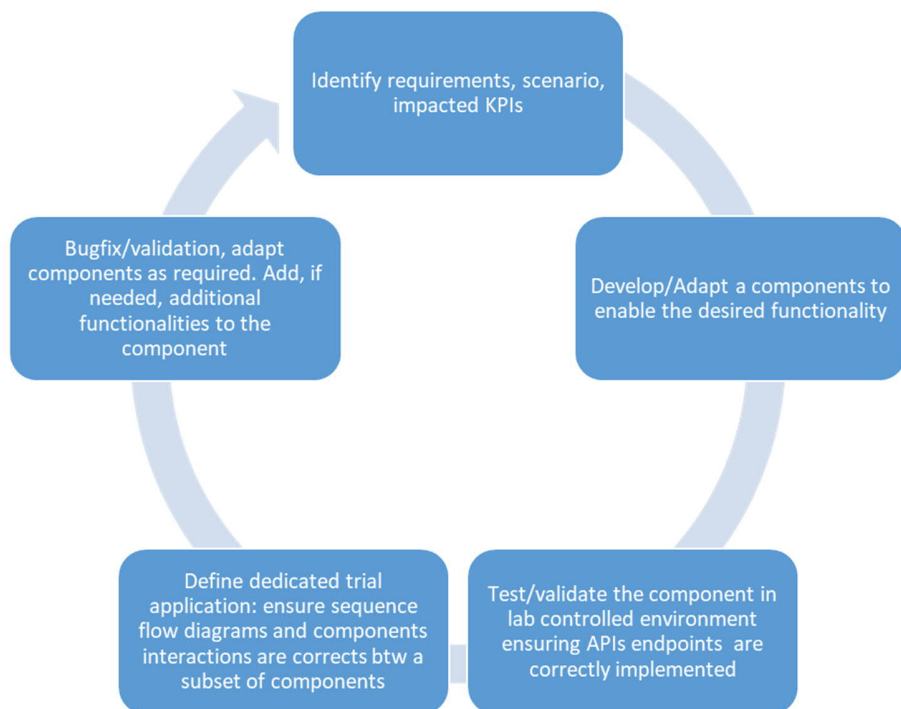 Identify requirements, scenario,
impacted KPIs
Develop/Adapt a components to
enable the desired functionality
Test/validate the component in
lab controlled environment
ensuring APIs endpoints  are
correctly implemented
Define dedicated trial
application: ensure sequence
flow diagrams and components
interactions are corrects btw a
subset of components
Bugfix/validation, adapt
components as required. Add, if
needed, additional
functionalities to the
component